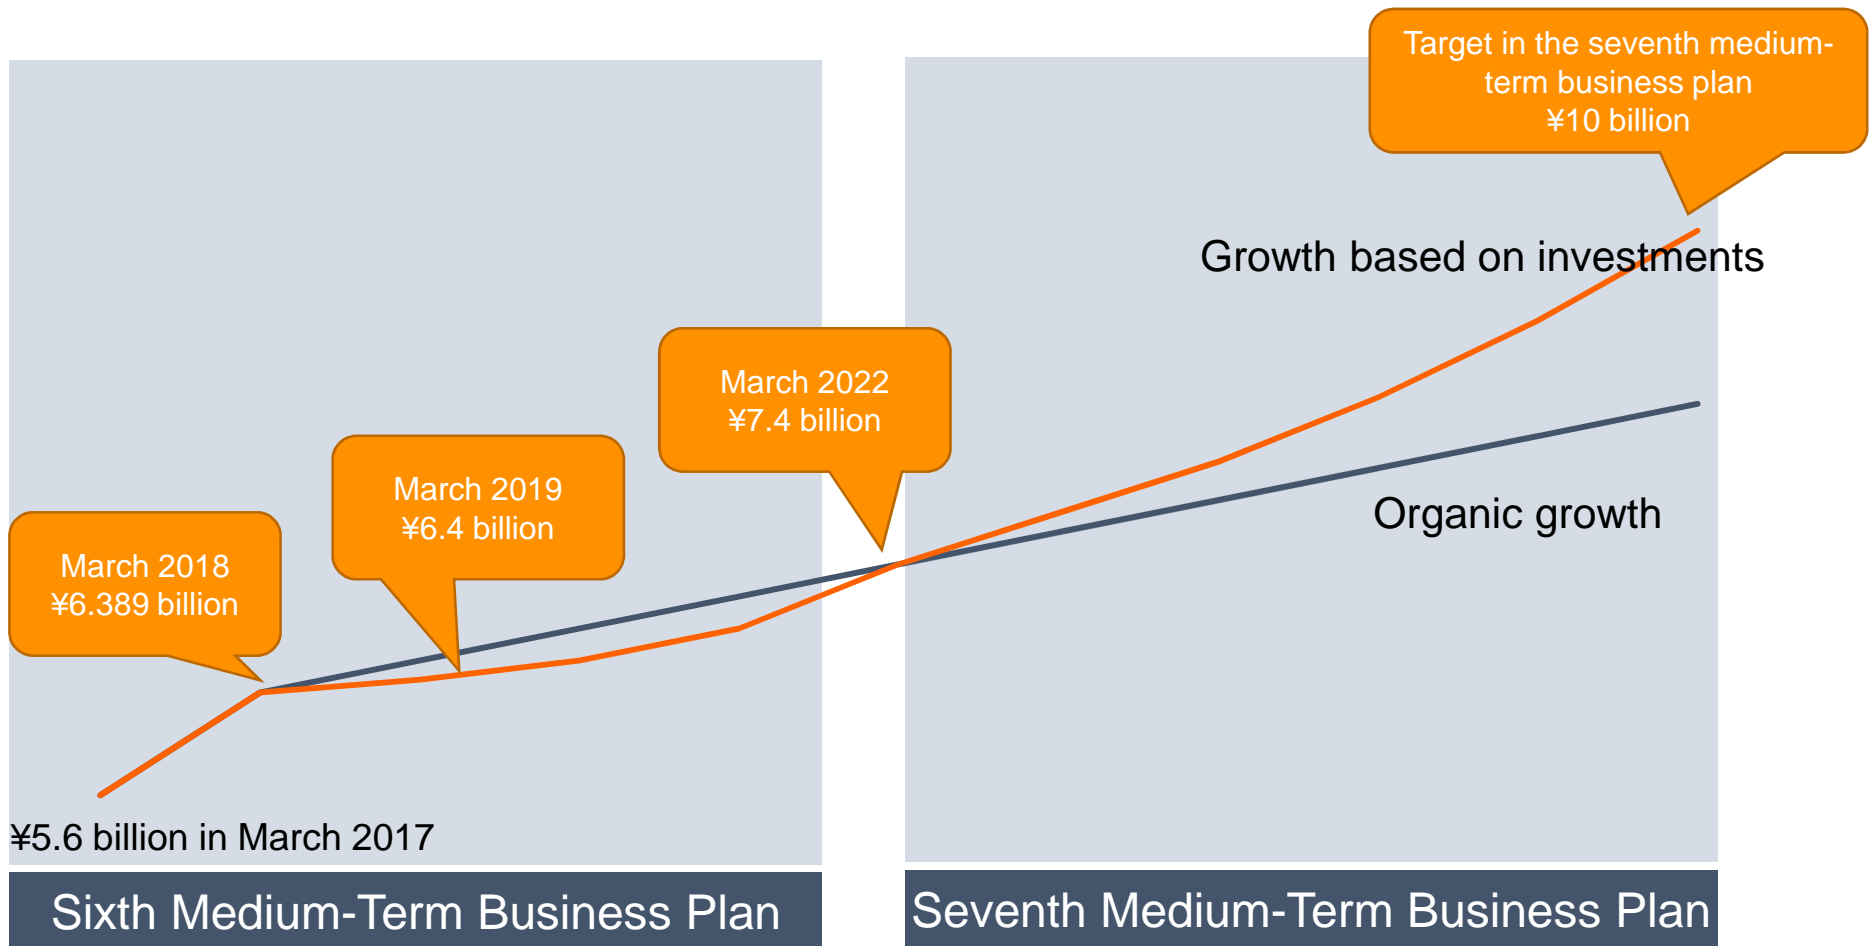 Target in the seventh medium-
term business plan
¥10 billion
Growth based on investments
March 2022
¥7.4 billion
March 2019
¥6.4 billion
Organic growth
March 2018
¥6.389 billion
¥5.6 billion in March 2017
Sixth Medium-Term Business Plan
Seventh Medium-Term Business Plan